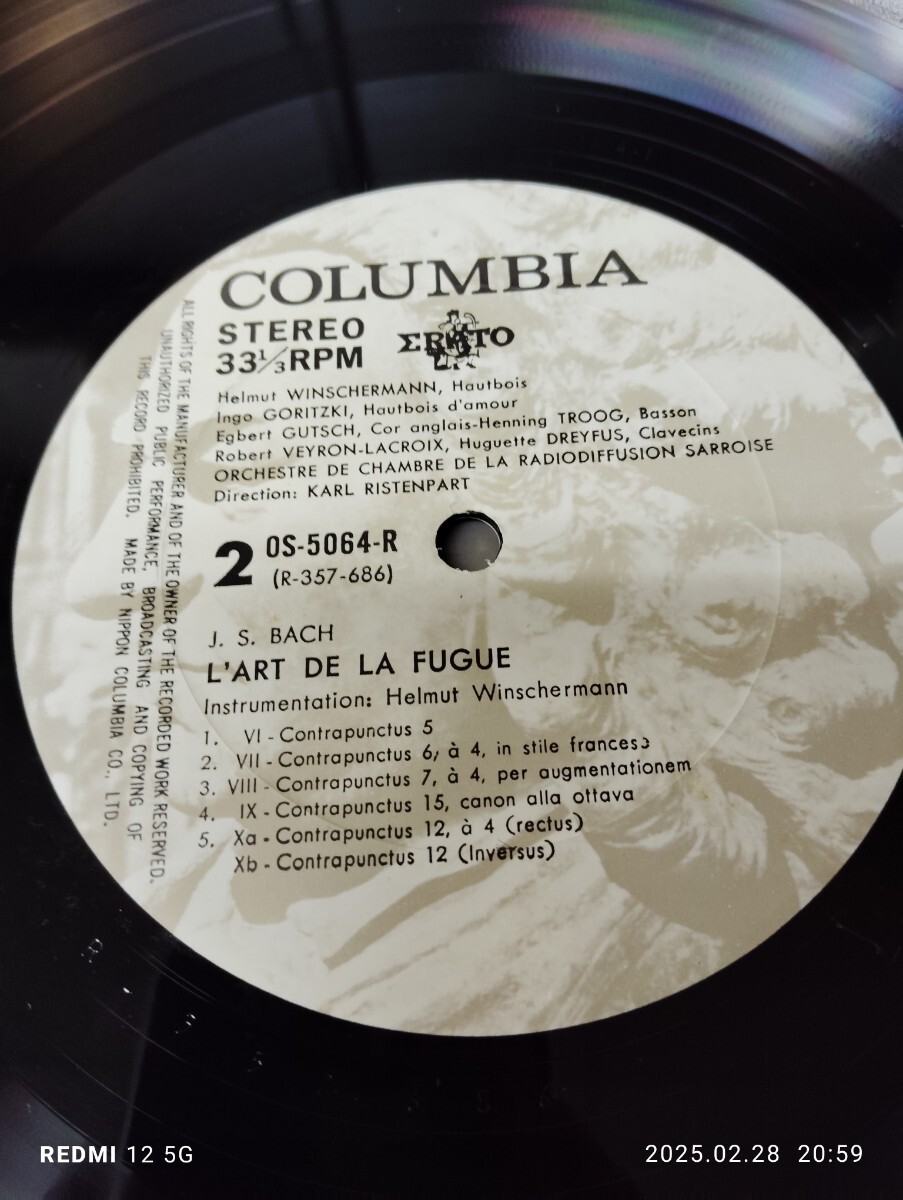 COLUMBIA
STEREO
33 1/3 RPM
ΣRATO
Helmut WINSCHERMANN, Hautbois
Ingo GORITZKI, Hautbois d'amour
Egbert GUTSCH, Cor anglais-Henning TROOG, Basson
Robert VEYRON-LACROIX, Huguette DREYFUS, Clavecins
ORCHESTRE DE CHAMBRE DE LA RADIODIFFUSION SARROISE
Direction: KARL RISTENPART
2 OS-5064-R
(R-357-686)
J. S. BACH
L'ART DE LA FUGUE
Instrumentation: Helmut Winschermann
1. VI - Contrapunctus 5
2. VII - Contrapunctus 6, à 4, in stile francese
3. VIII - Contrapunctus 7, à 4, per augmentationem
4. IX - Contrapunctus 15, canon alla ottava
5. Xa - Contrapunctus 12, à 4 (rectus)
Xb - Contrapunctus 12 (Inversus)
ALL RIGHTS OF THE MANUFACTURER AND OF THE OWNER OF THE RECORDED WORK RESERVED.
UNAUTHORIZED PUBLIC PERFORMANCE, BROADCASTING AND COPYING OF
THIS RECORD PROHIBITED. MADE BY NIPPON COLUMBIA CO., LTD.
REDMI 12 5G
2025.02.28 20:59